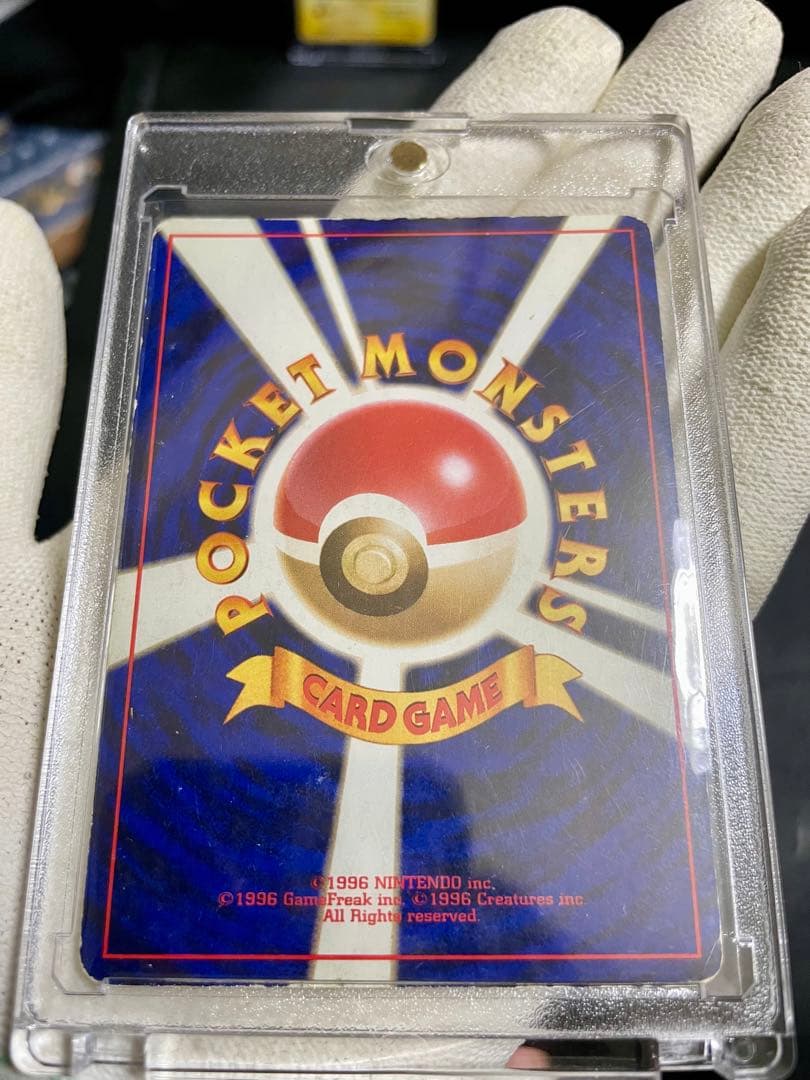 POCKET MONSTERS
CARD GAME
©1996 NINTENDO inc.
©1996 GameFreak inc. ©1996 Creatures inc.
All Rights reserved.